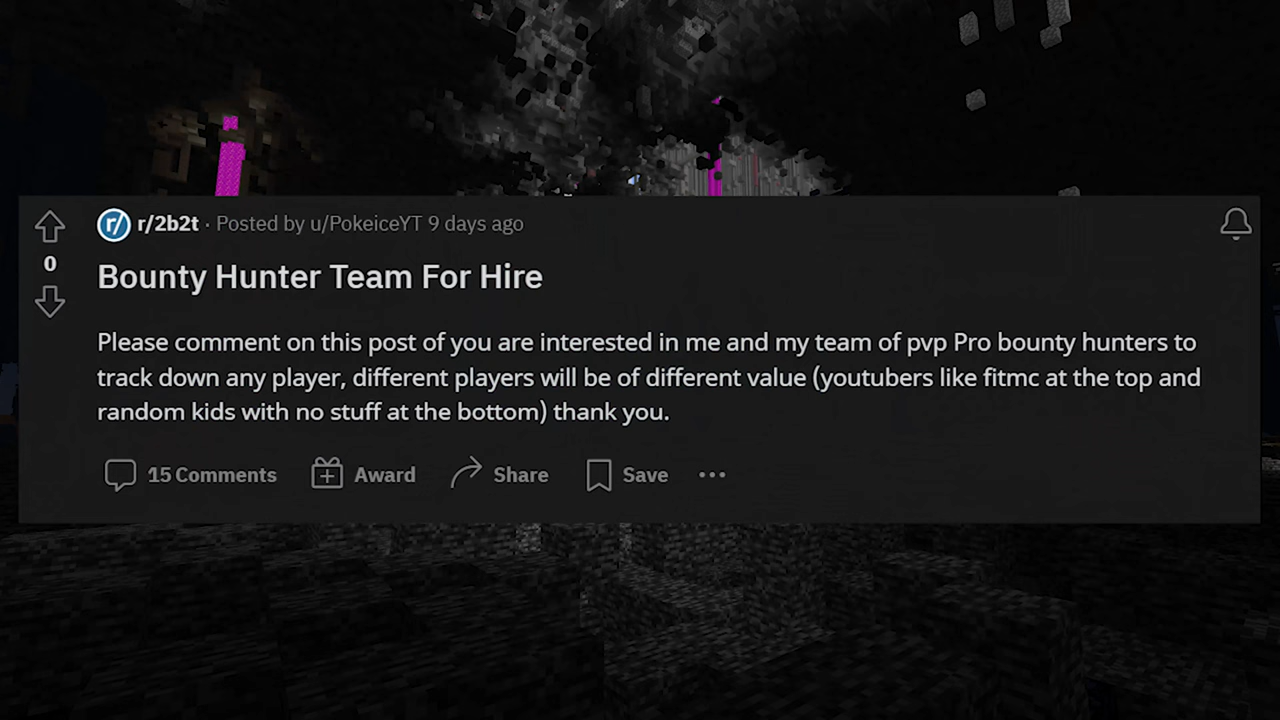 r/ r/2b2t · Posted by u/PokeiceYT 9 days ago
0
Bounty Hunter Team For Hire
Please comment on this post of you are interested in me and my team of pvp Pro bounty hunters to
track down any player, different players will be of different value (youtubers like fitmc at the top and
random kids with no stuff at the bottom) thank you.
15 Comments Award Share Save ...